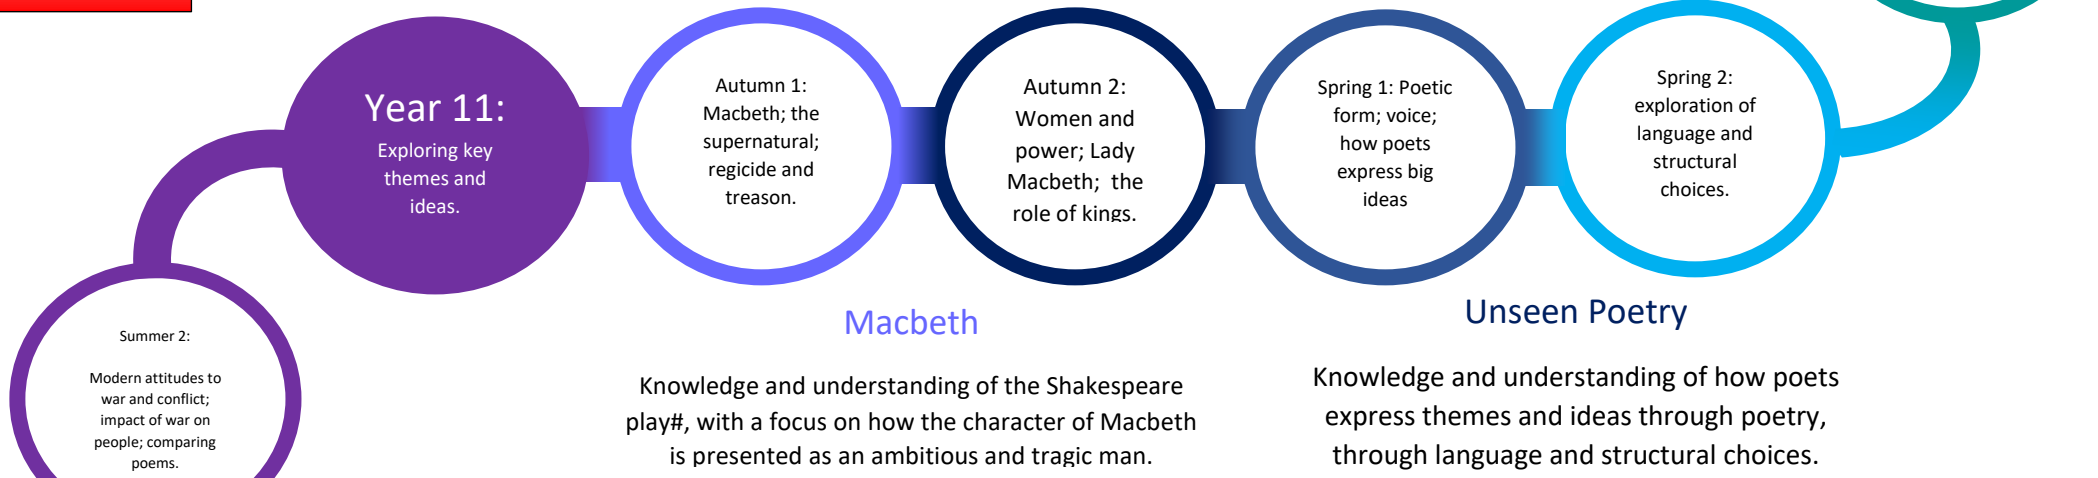 Year 11:
Exploring key
themes and
ideas.
Autumn 1:
Macbeth; the
supernatural;
regicide and
treason.
Autumn 2:
Women and
power; Lady
Macbeth;  the
role of kings.
Spring 1: Poetic
form; voice;
how poets
express big
ideas
Spring 2:
exploration of
language and
structural
choices.
Summer 2:
Modern attitudes to
war and conflict;
impact of war on
people; comparing
poems.
Macbeth
Knowledge and understanding of the Shakespeare
play#, with a focus on how the character of Macbeth
is presented as an ambitious and tragic man.
Unseen Poetry
Knowledge and understanding of how poets
express themes and ideas through poetry,
through language and structural choices.